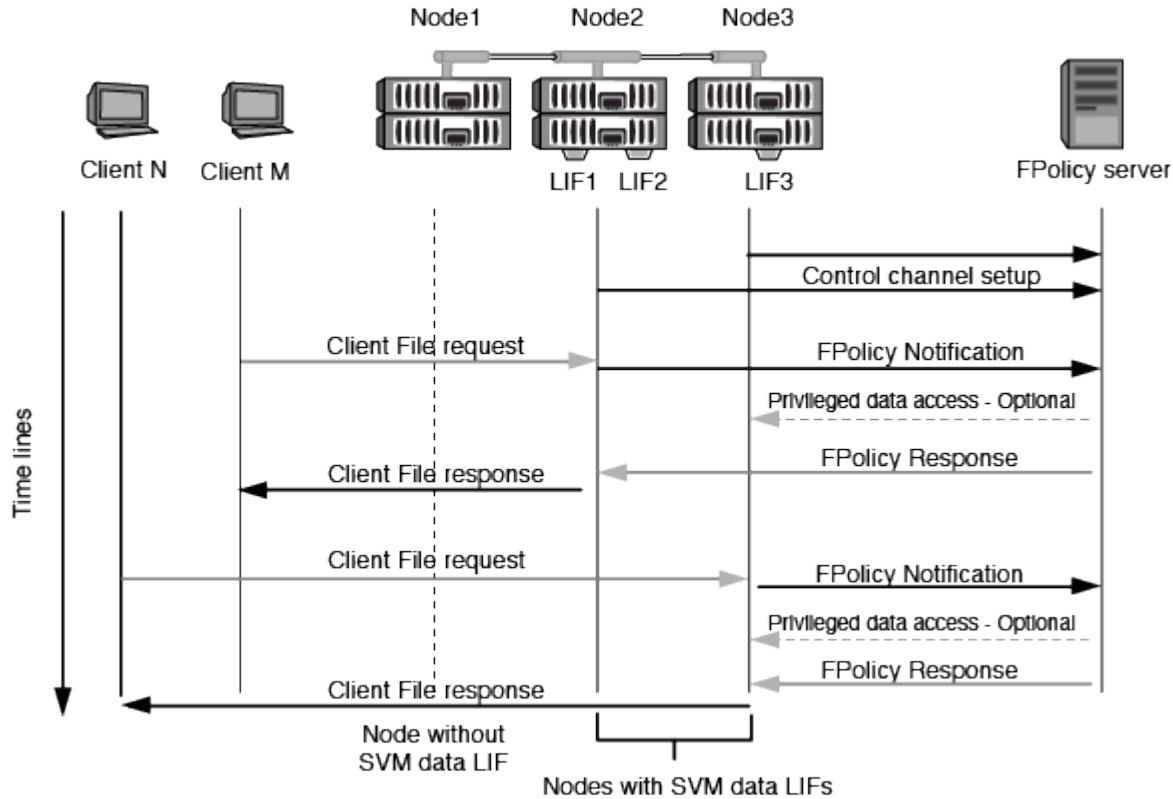 Node1
Node2
Node3
Client N
Client M
LIF1
LIF2
LIF3
FPolicy server
Time lines
Control channel setup
Client File request
FPolicy Notification
Privileged data access - Optional
FPolicy Response
Client File response
Client File request
FPolicy Notification
Privileged data access - Optional
FPolicy Response
Client File response
Node without
SVM data LIF
Nodes with SVM data LIFs